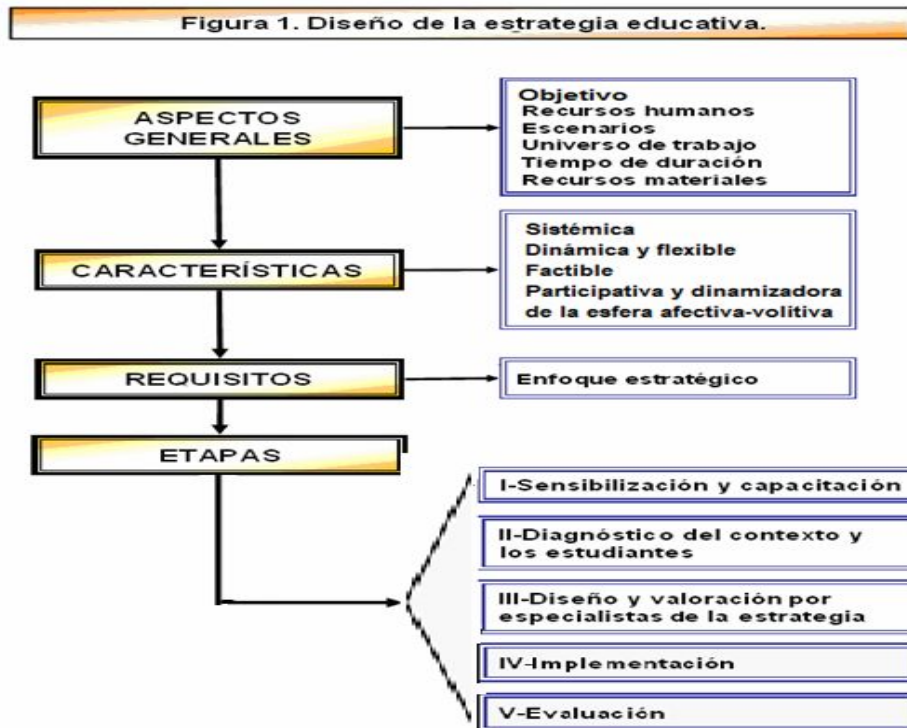 Figura 1. Diseño de la estrategia educativa.
ASPECTOS
GENERALES
Objetivo
Recursos humanos
Escenarios
Universo de trabajo
Tiempo de duración
Recursos materiales
CARACTERÍSTICAS
Sistémica
Dinámica y flexible
Factible
Participativa y dinamizadora
de la esfera afectiva-volitiva
REQUISITOS
Enfoque estratégico
ETAPAS
I-Sensibilización y capacitación
II-Diagnóstico del contexto y
los estudiantes
III-Diseño y valoración por
especialistas de la estrategia
IV-Implementación
V-Evaluación